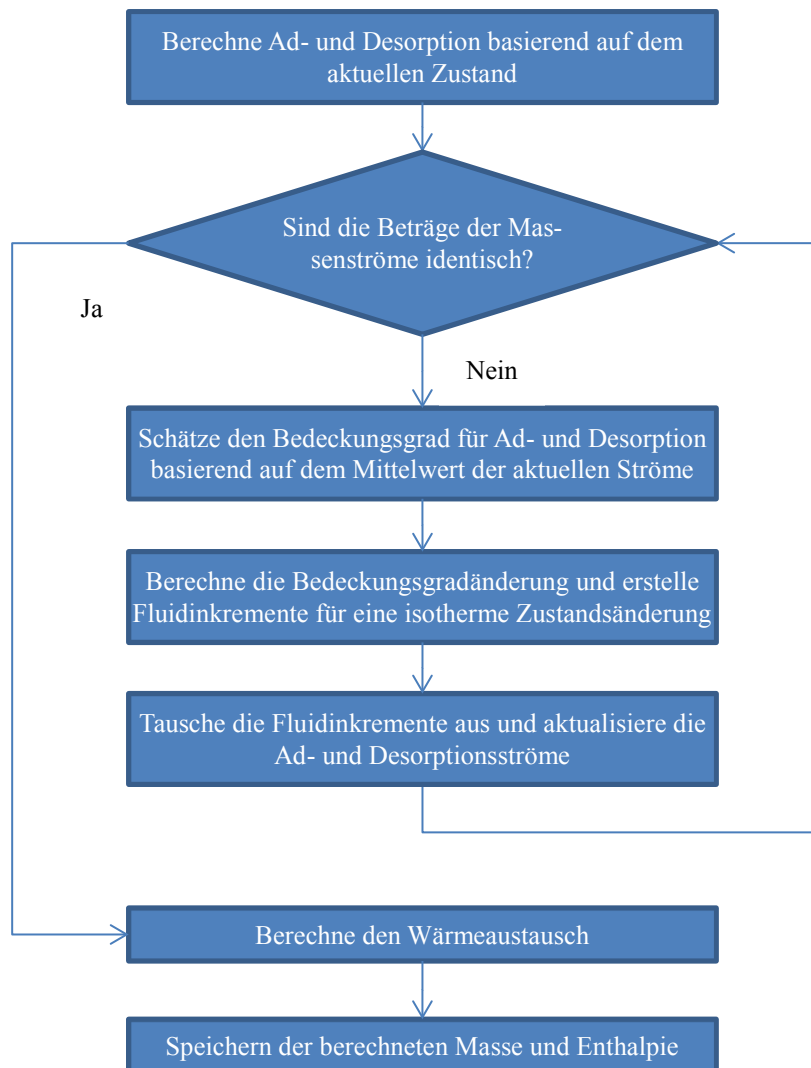 Berechne Ad- und Desorption basierend auf dem
aktuellen Zustand
Sind die Beträge der Mas-
senströme identisch?
Ja
Nein
Schätze den Bedeckungsgrad für Ad- und Desorption
basierend auf dem Mittelwert der aktuellen Ströme
Berechne die Bedeckungsgradänderung und erstelle
Fluidinkremente für eine isotherme Zustandsänderung
Tausche die Fluidinkremente aus und aktualisiere die
Ad- und Desorptionsströme
Berechne den Wärmeaustausch
Speichern der berechneten Masse und Enthalpie